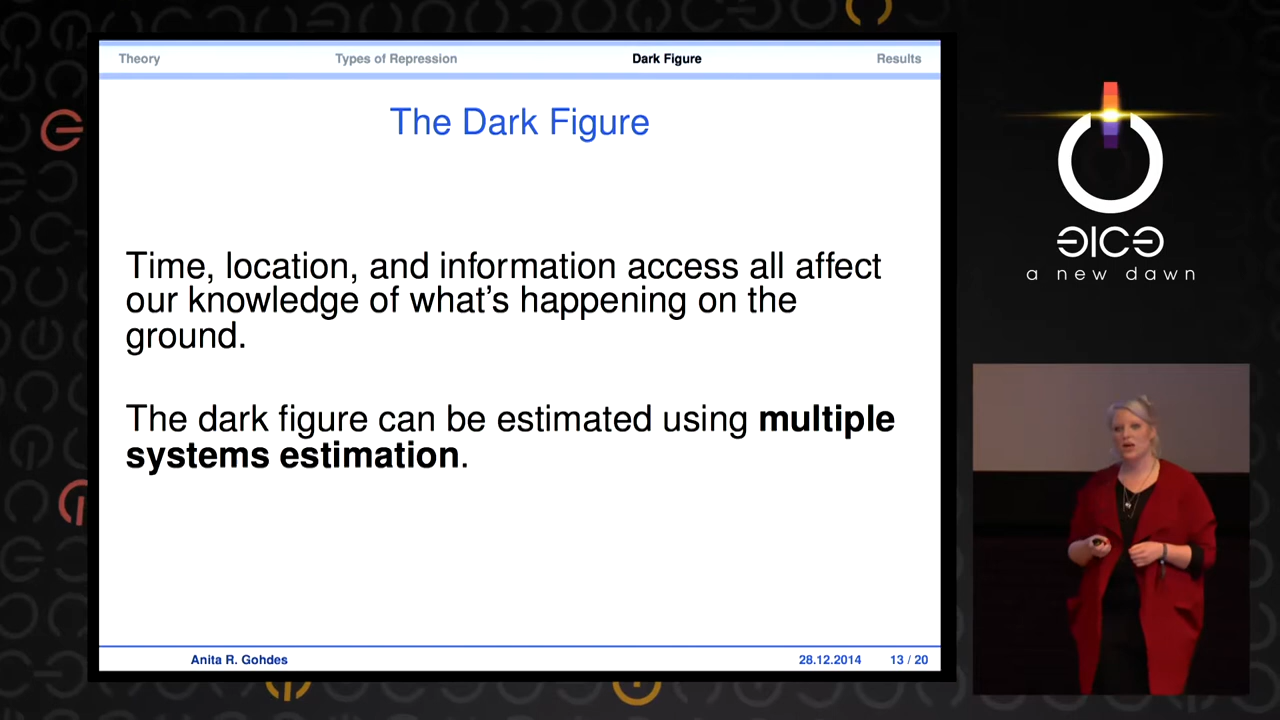 Theory
Types of Repression
Dark Figure
Results
The Dark Figure
Time, location, and information access all affect
our knowledge of what's happening on the
ground.
The dark figure can be estimated using multiple
systems estimation.
Anita R. Gohdes
28.12.2014
13 / 20
a new dawn